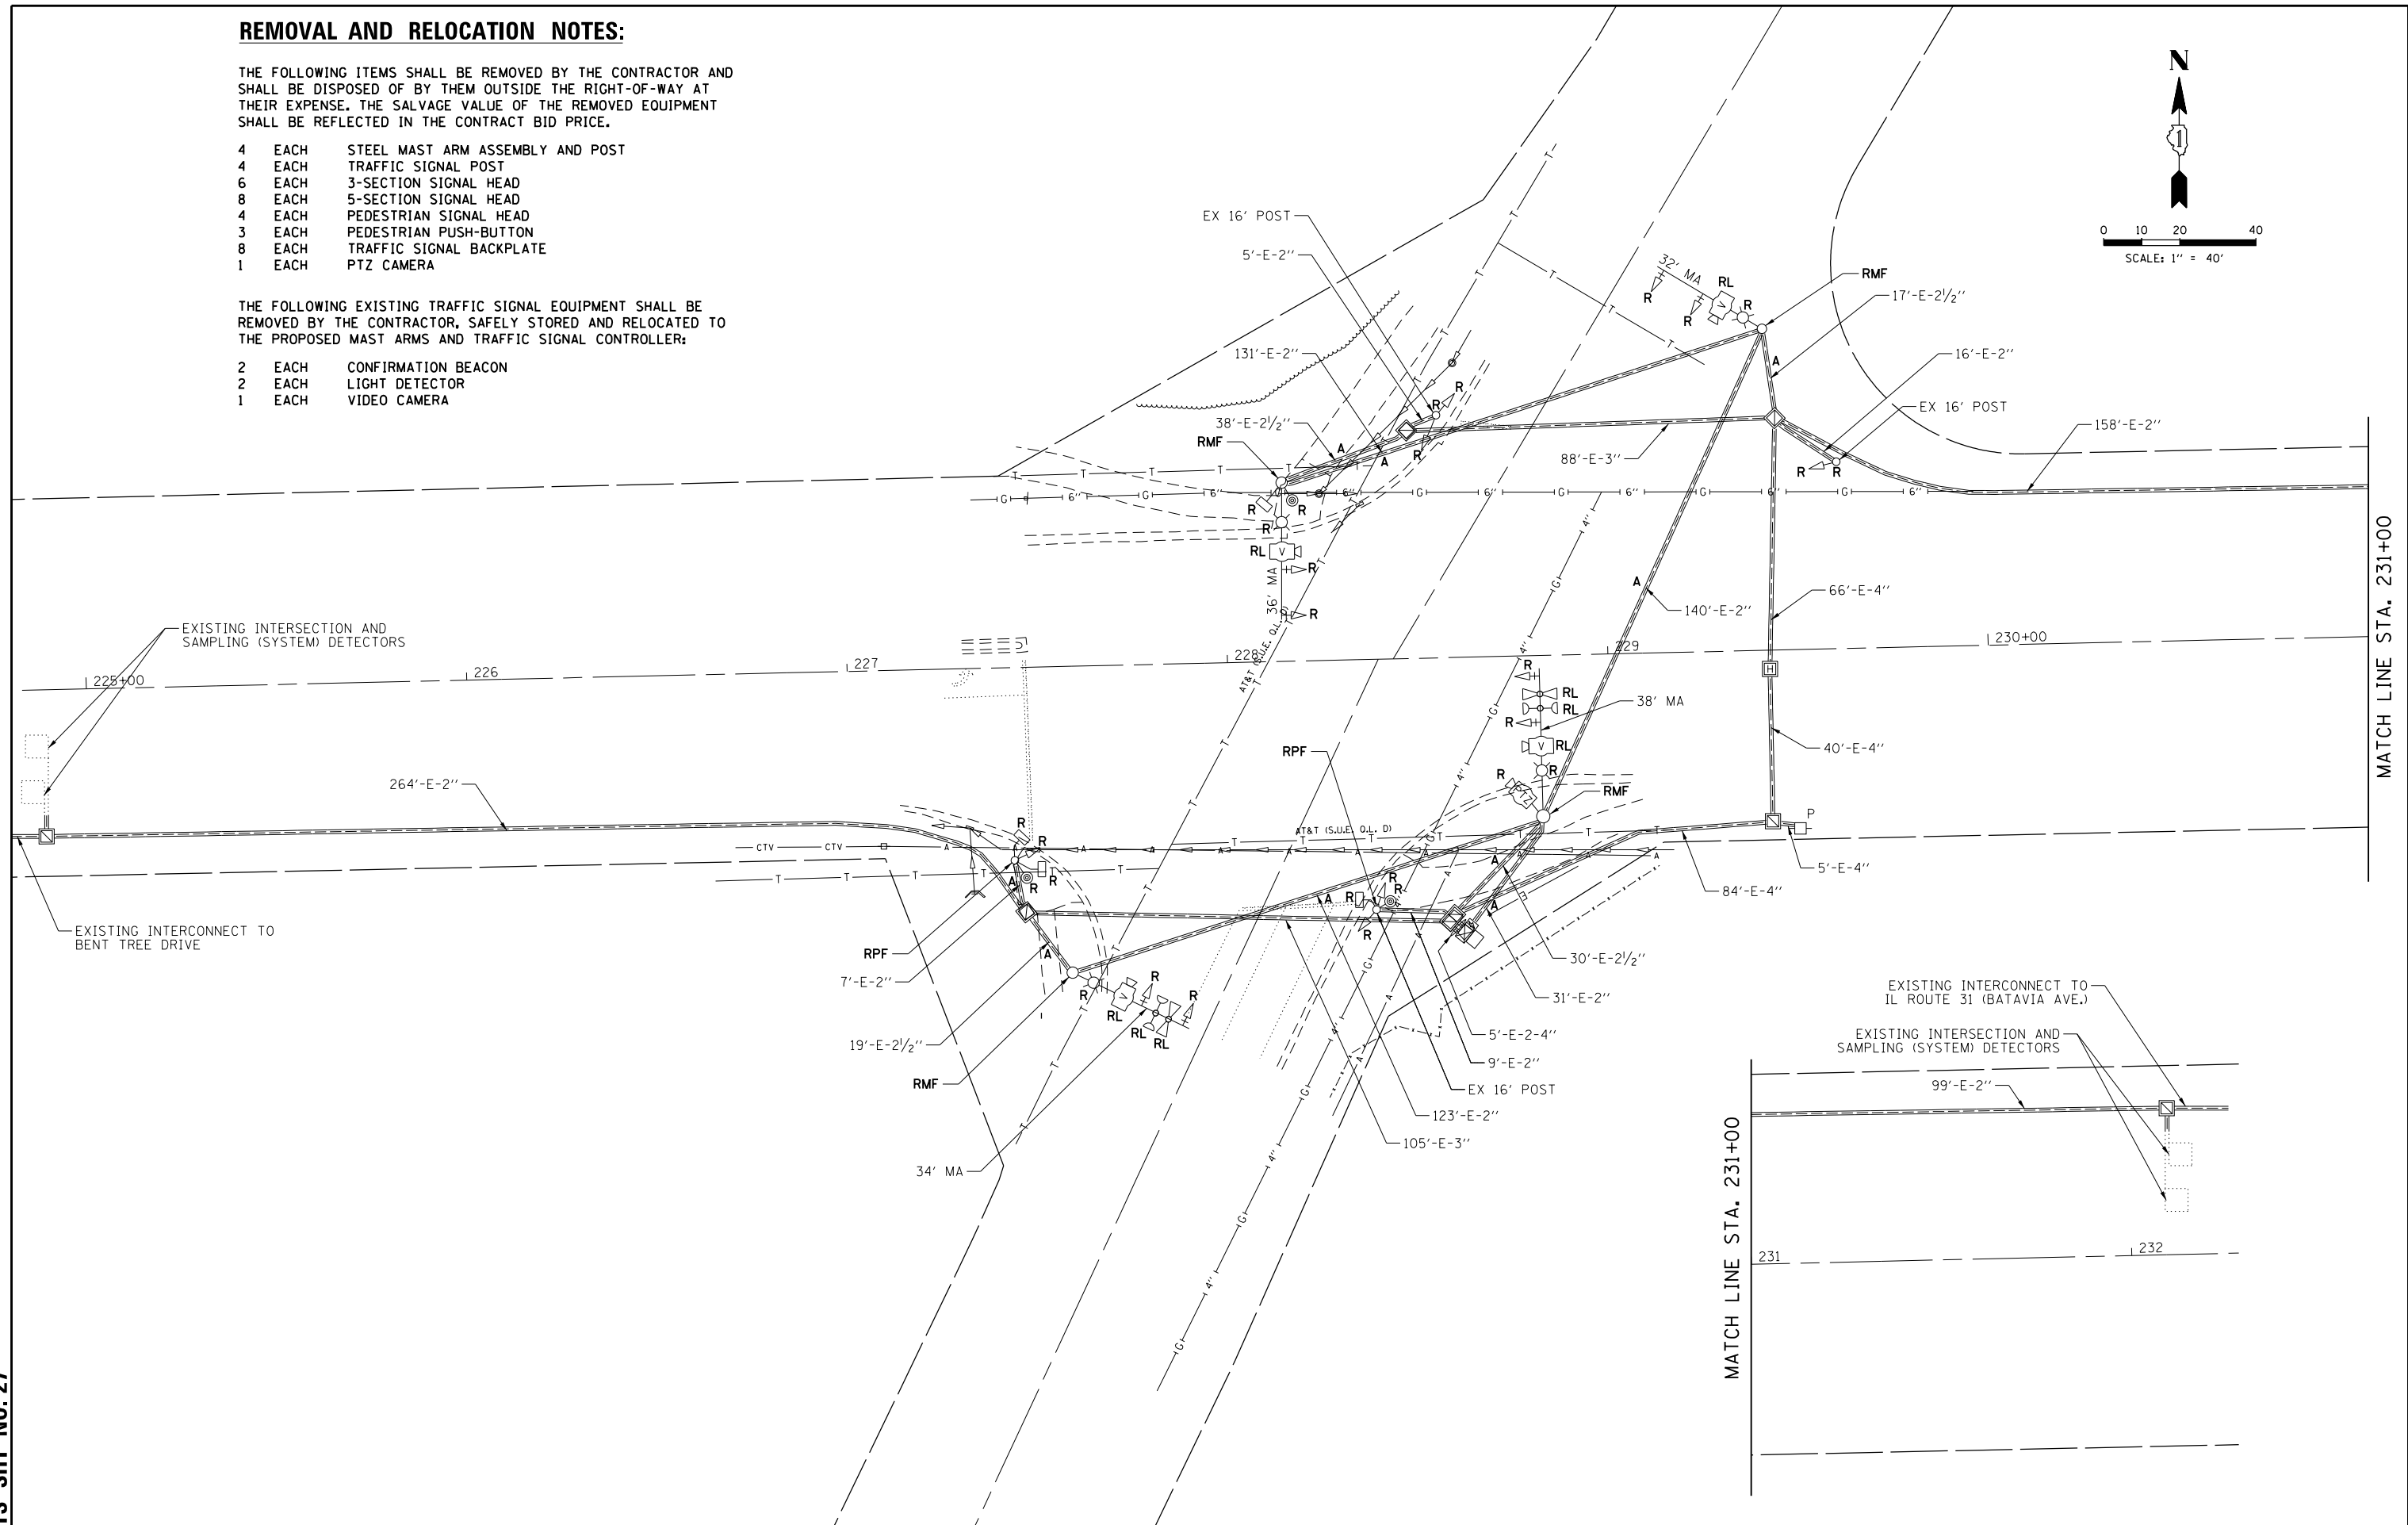 REMOVAL AND RELOCATION NOTES:
THE FOLLOWING ITEMS SHALL BE REMOVED BY THE CONTRACTOR AND
SHALL BE DISPOSED OF BY THEM OUTSIDE THE RIGHT-OF-WAY AT
THEIR EXPENSE. THE SALVAGE VALUE OF THE REMOVED EQUIPMENT
SHALL BE REFLECTED IN THE CONTRACT BID PRICE.
4 EACH STEEL MAST ARM ASSEMBLY AND POST
4 EACH TRAFFIC SIGNAL POST
6 EACH 3-SECTION SIGNAL HEAD
8 EACH 5-SECTION SIGNAL HEAD
4 EACH PEDESTRIAN SIGNAL HEAD
3 EACH PEDESTRIAN PUSH-BUTTON
8 EACH TRAFFIC SIGNAL BACKPLATE
1 EACH PTZ CAMERA
THE FOLLOWING EXISTING TRAFFIC SIGNAL EQUIPMENT SHALL BE
REMOVED BY THE CONTRACTOR, SAFELY STORED AND RELOCATED TO
THE PROPOSED MAST ARMS AND TRAFFIC SIGNAL CONTROLLER:
2 EACH CONFIRMATION BEACON
2 EACH LIGHT DETECTOR
1 EACH VIDEO CAMERA
N
1
0 10 20 40
SCALE: 1" = 40'
EX 16' POST
5'-E-2"
131'-E-2"
38'-E-2½"
RMF
32' MA
RL
R
R
R
V
RMF
17'-E-2½"
A
16'-E-2"
EX 16' POST
158'-E-2"
88'-E-3"
R
R
R
R
A
A
R
R
R
RL
V
R
R
36' MA
AT&T (S.U.E. Q.L. D)
140'-E-2"
A
66'-E-4"
H
40'-E-4"
MATCH LINE STA. 231+00
EXISTING INTERSECTION AND
SAMPLING (SYSTEM) DETECTORS
225+00
226
227
228
229
230+00
264'-E-2"
EXISTING INTERCONNECT TO
BENT TREE DRIVE
R
RL
RL
R
38' MA
V
RL
R
R
PTZ
RMF
RPF
AT&T (S.U.E. Q.L. D)
CTV
CTV
P
5'-E-4"
84'-E-4"
R
R
R
R
A
RPF
7'-E-2"
A
19'-E-2½"
RMF
34' MA
R
V
RL
R
RL
RL
R
R
R
R
R
A
A
A
30'-E-2½"
31'-E-2"
5'-E-2-4"
9'-E-2"
EX 16' POST
123'-E-2"
105'-E-3"
EXISTING INTERCONNECT TO
IL ROUTE 31 (BATAVIA AVE.)
EXISTING INTERSECTION AND
SAMPLING (SYSTEM) DETECTORS
99'-E-2"
MATCH LINE STA. 231+00
231
232